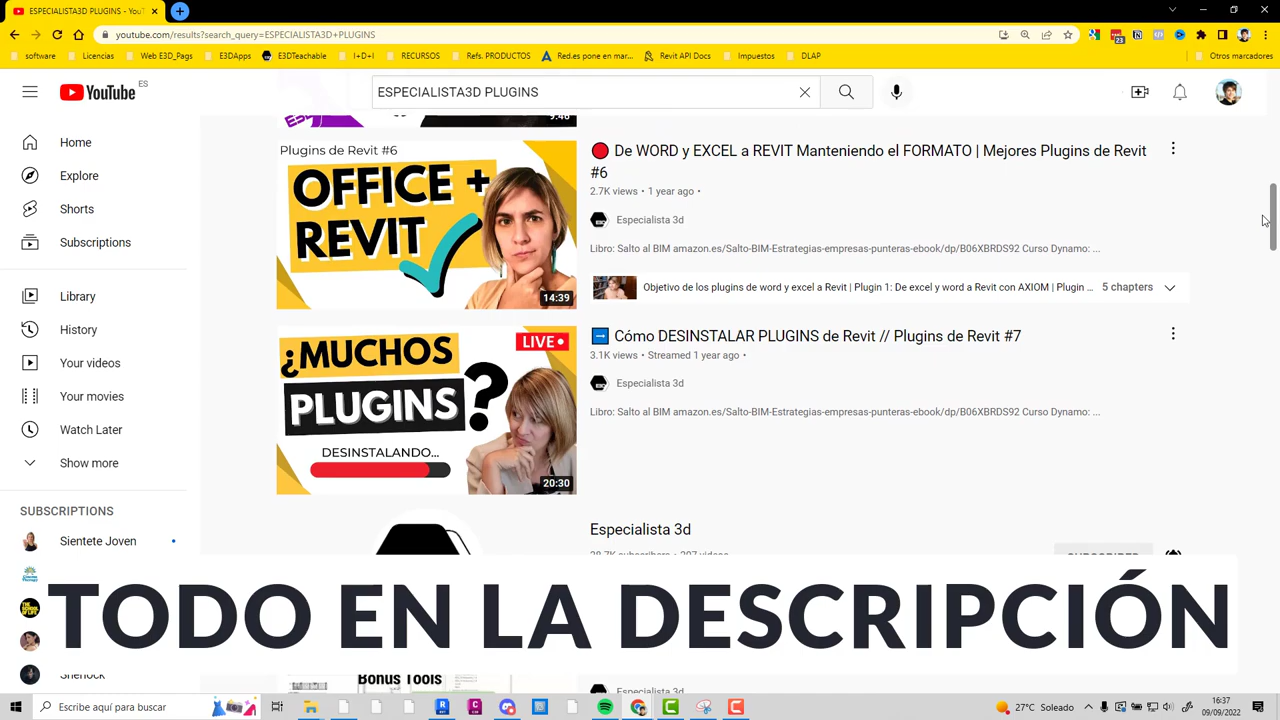 ESPECIALISTA3D PLUGINS - YouT
youtube.com/results?search_query=ESPECIALISTA3D+PLUGINS
software
Licencias
Web E3D_Pags
E3DApps
E3DTeachable
I+D+I
RECURSOS
Refs. PRODUCTOS
Red.es pone en mar...
Revit API Docs
Impuestos
DLAP
Otros marcadores
YouTube ES
ESPECIALISTA3D PLUGINS
Home
Explore
Shorts
Subscriptions
Library
History
Your videos
Your movies
Watch Later
Show more
SUBSCRIPTIONS
Sientete Joven
9:46
Plugins de Revit #6
OFFICE +
REVIT
14:39
De WORD y EXCEL a REVIT Manteniendo el FORMATO | Mejores Plugins de Revit
#6
2.7K views • 1 year ago •
Especialista 3d
Libro: Salto al BIM amazon.es/Salto-BIM-Estrategias-empresas-punteras-ebook/dp/B06XBRDS92 Curso Dynamo: ...
Objetivo de los plugins de word y excel a Revit | Plugin 1: De excel y word a Revit con AXIOM | Plugin ...
5 chapters
LIVE
¿MUCHOS
PLUGINS
?
DESINSTALANDO...
20:30
Cómo DESINSTALAR PLUGINS de Revit // Plugins de Revit #7
3.1K views • Streamed 1 year ago •
Especialista 3d
Libro: Salto al BIM amazon.es/Salto-BIM-Estrategias-empresas-punteras-ebook/dp/B06XBRDS92 Curso Dynamo: ...
Especialista 3d
TODO EN LA DESCRIPCIÓN
Bonus Tools
Especialista 3d
Escribe aquí para buscar
27°C Soleado
16:37
09/09/2022